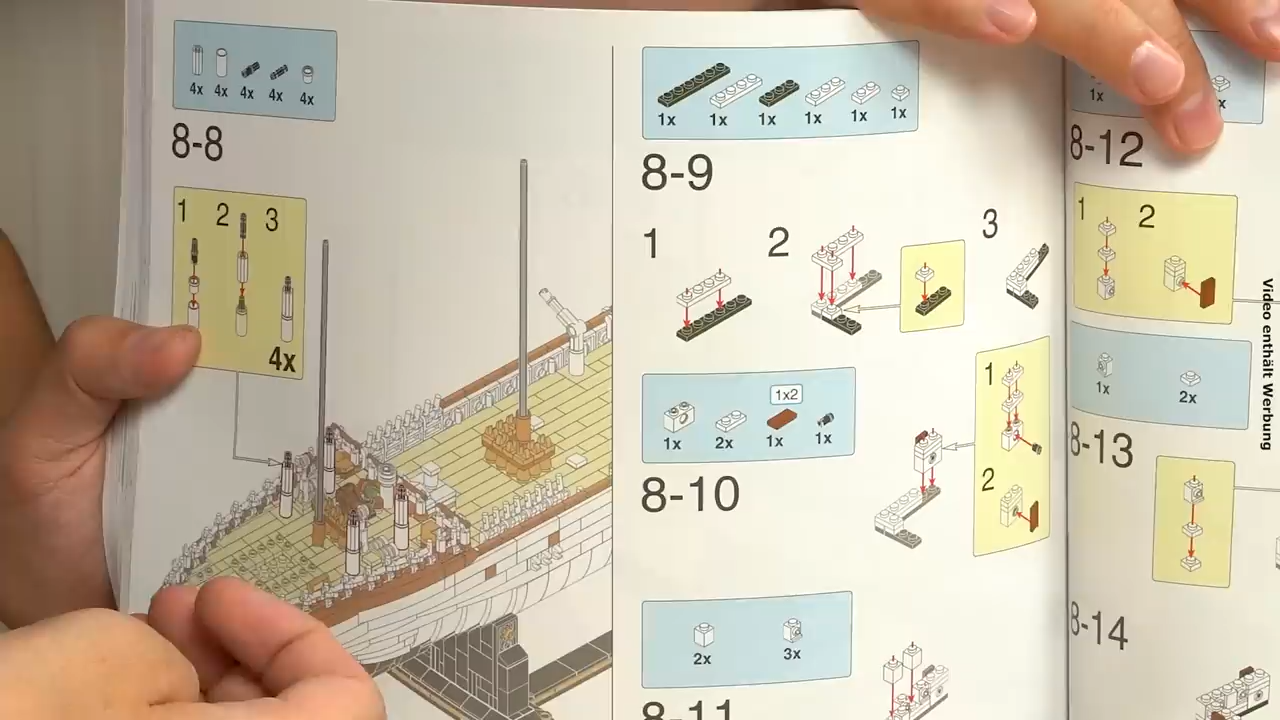 4x 4x 4x 4x 4x
8-8
1 2 3
4x
1x 1x 1x 1x 1x 1x
8-9
1 2 3
1x2
1x 2x 1x 1x
8-10
1
2
2x 3x
8-11
1x
8-12
1 2
1x 2x
8-13
8-14
Video enthält Werbung